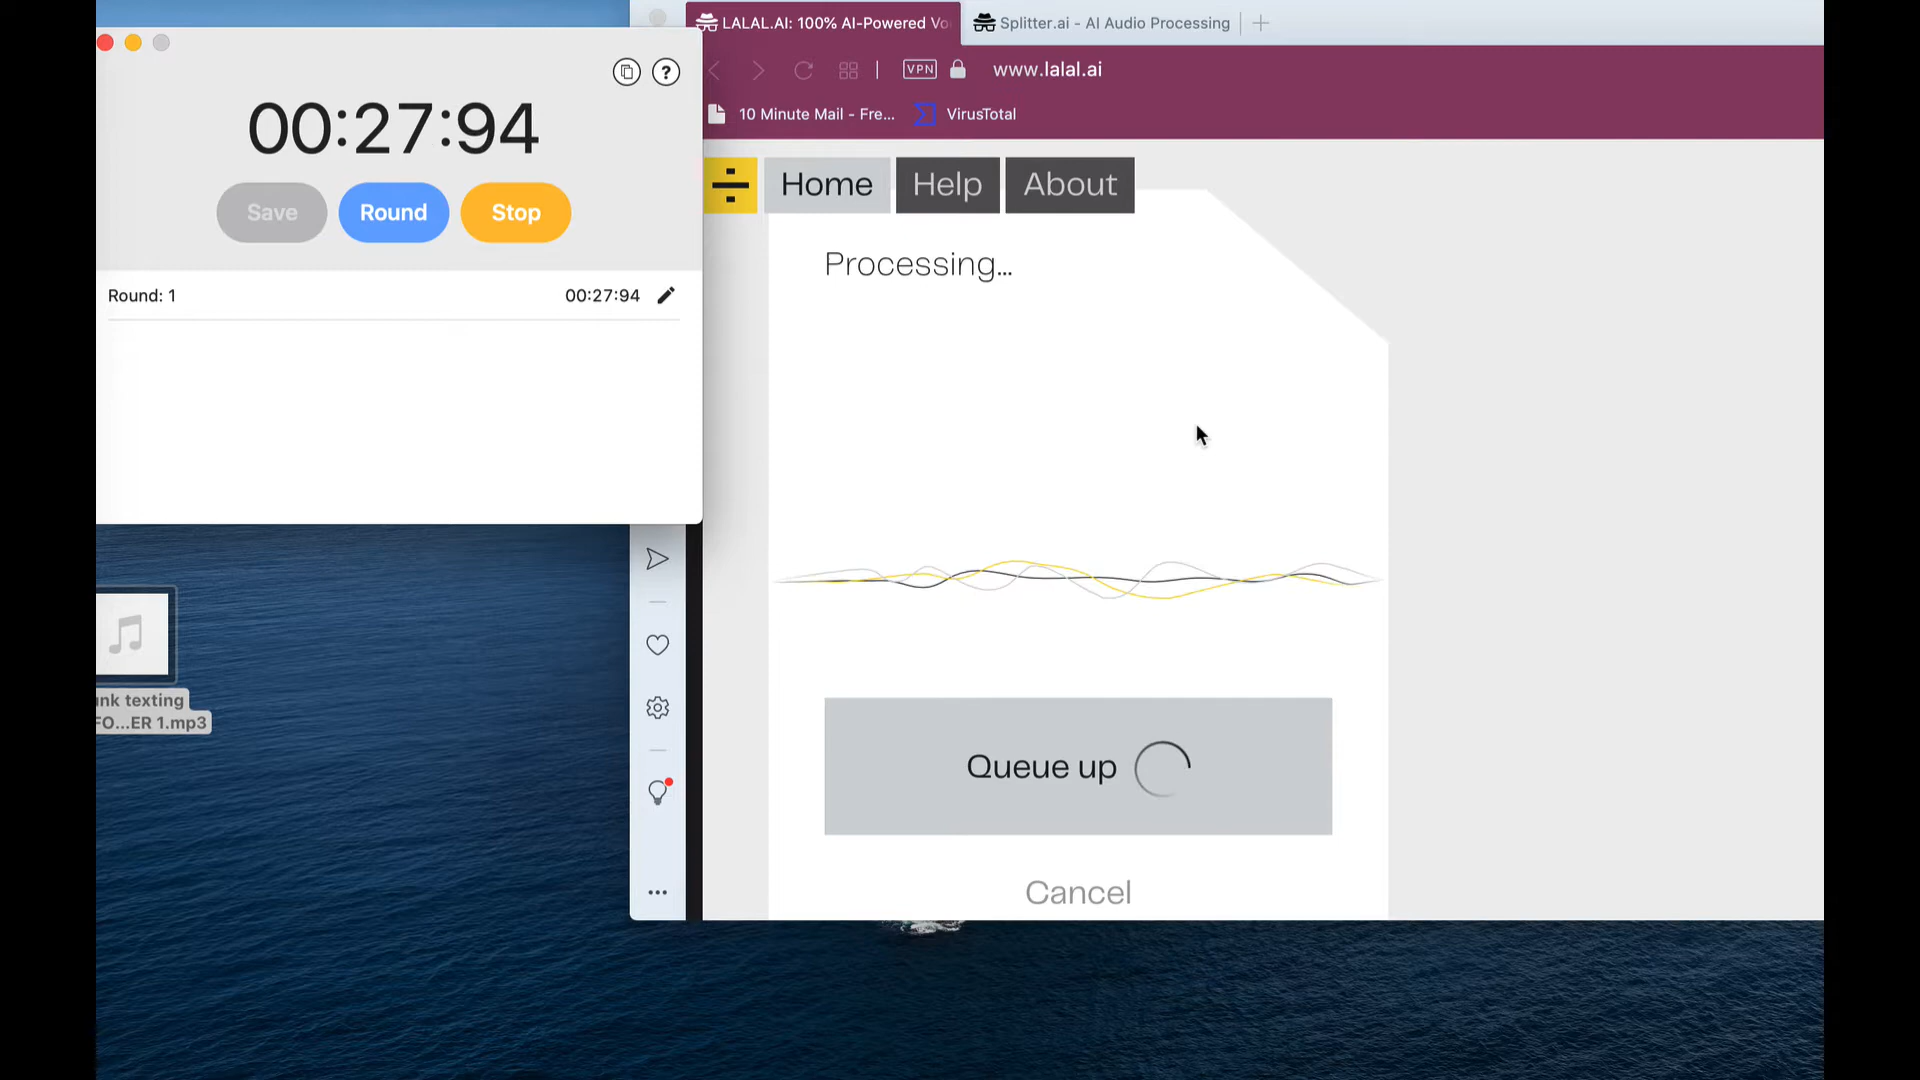 00:27:94
Save
Round
Stop
Round: 1
00:27:94
nk texting
FO...ER 1.mp3
LALAL.AI: 100% AI-Powered Vo
Splitter.ai - AI Audio Processing
VPN
www.lalal.ai
10 Minute Mail - Fre...
VirusTotal
Home
Help
About
Processing...
Queue up
Cancel